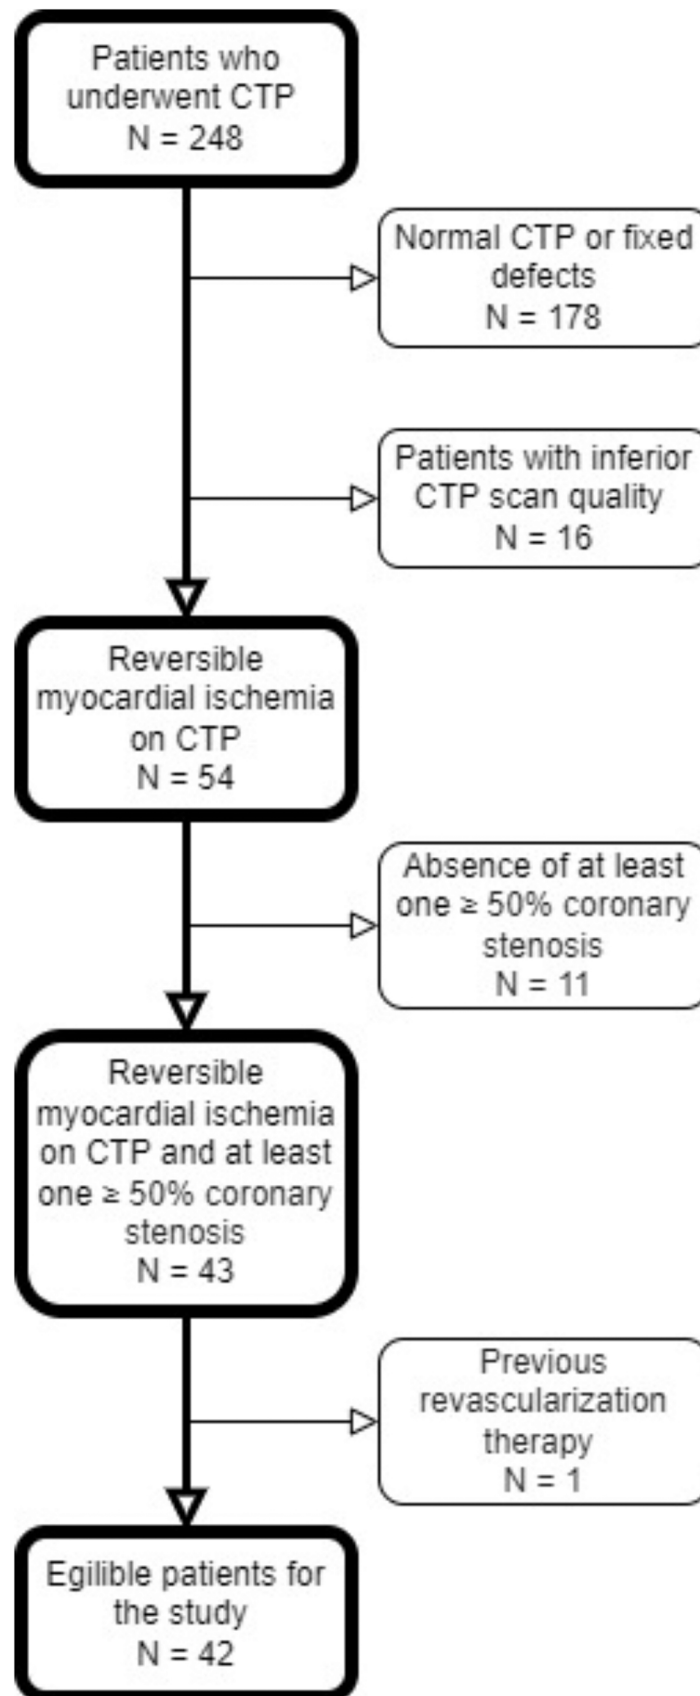 Patients who
underwent CTP
N = 248
Normal CTP or fixed
defects
N = 178
Patients with inferior
CTP scan quality
N = 16
Reversible
myocardial ischemia
on CTP
N = 54
Absence of at least
one ≥ 50% coronary
stenosis
N = 11
Reversible
myocardial ischemia
on CTP and at least
one ≥ 50% coronary
stenosis
N = 43
Previous
revascularization
therapy
N = 1
Egilible patients for
the study
N = 42